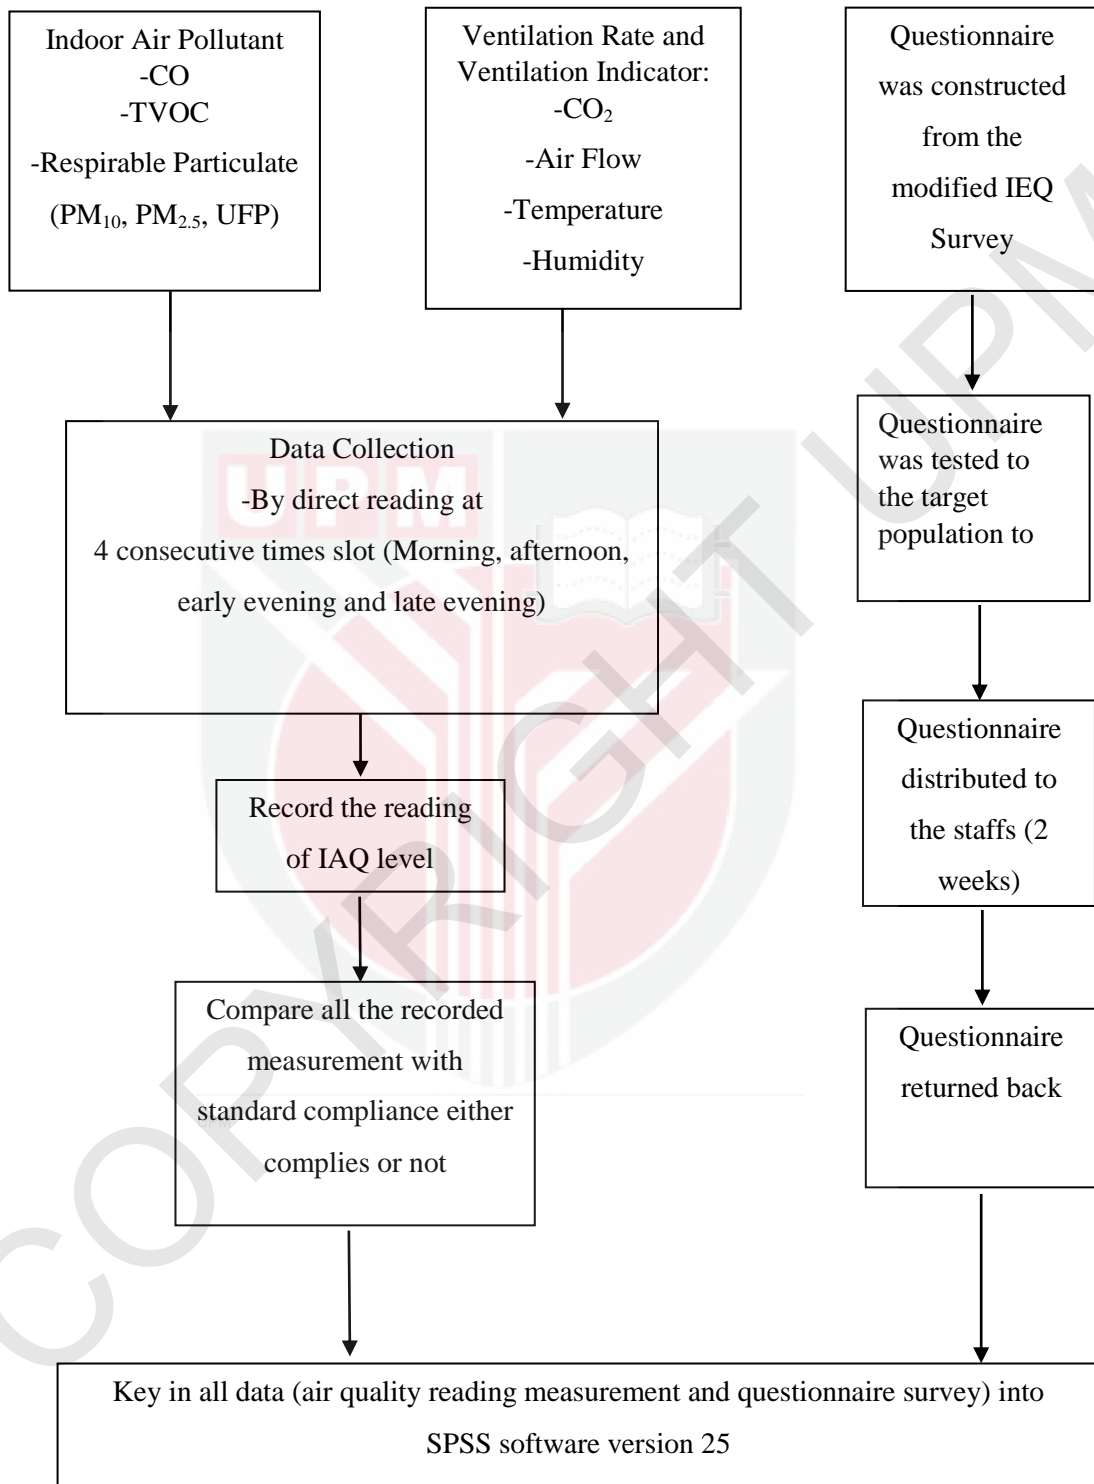 Indoor Air Pollutant
-CO
-TVOC
-Respirable Particulate
(PM₁₀, PM₂.₅, UFP)
Ventilation Rate and
Ventilation Indicator:
-CO₂
-Air Flow
-Temperature
-Humidity
Questionnaire
was constructed
from the
modified IEQ
Survey
Data Collection
-By direct reading at
4 consecutive times slot (Morning, afternoon,
early evening and late evening)
Questionnaire
was tested to
the target
population to
Record the reading
of IAQ level
Questionnaire
distributed to
the staffs (2
weeks)
Compare all the recorded
measurement with
standard compliance either
complies or not
Questionnaire
returned back
Key in all data (air quality reading measurement and questionnaire survey) into
SPSS software version 25
UPM
COPYRIGHT UPM
UPM